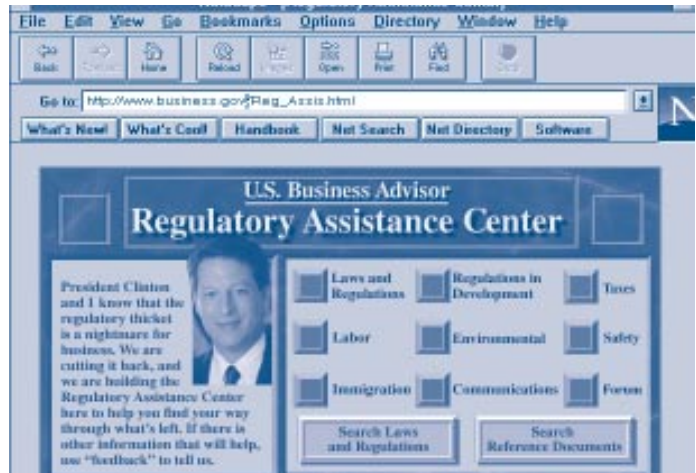 File Edit View Go Bookmarks Options Directory Window Help
Back Home Reload Open Print Find
Go to: http://www.business.gov/Reg_Assis.html
What's New! What's Cool! Handbook Net Search Net Directory Software
N
U.S. Business Advisor
Regulatory Assistance Center
President Clinton
and I know that the
regulatory thicket
is a nightmare for
business. We are
cutting it back, and
we are building the
Regulatory Assistance Center
here to help you find your way
through what's left. If there is
other information that will help,
use "feedback" to tell us.
Laws and
Regulations
Regulations in
Development
Taxes
Labor
Environmental
Safety
Immigration
Communications
Forum
Search Laws
and Regulations
Search
Reference Documents